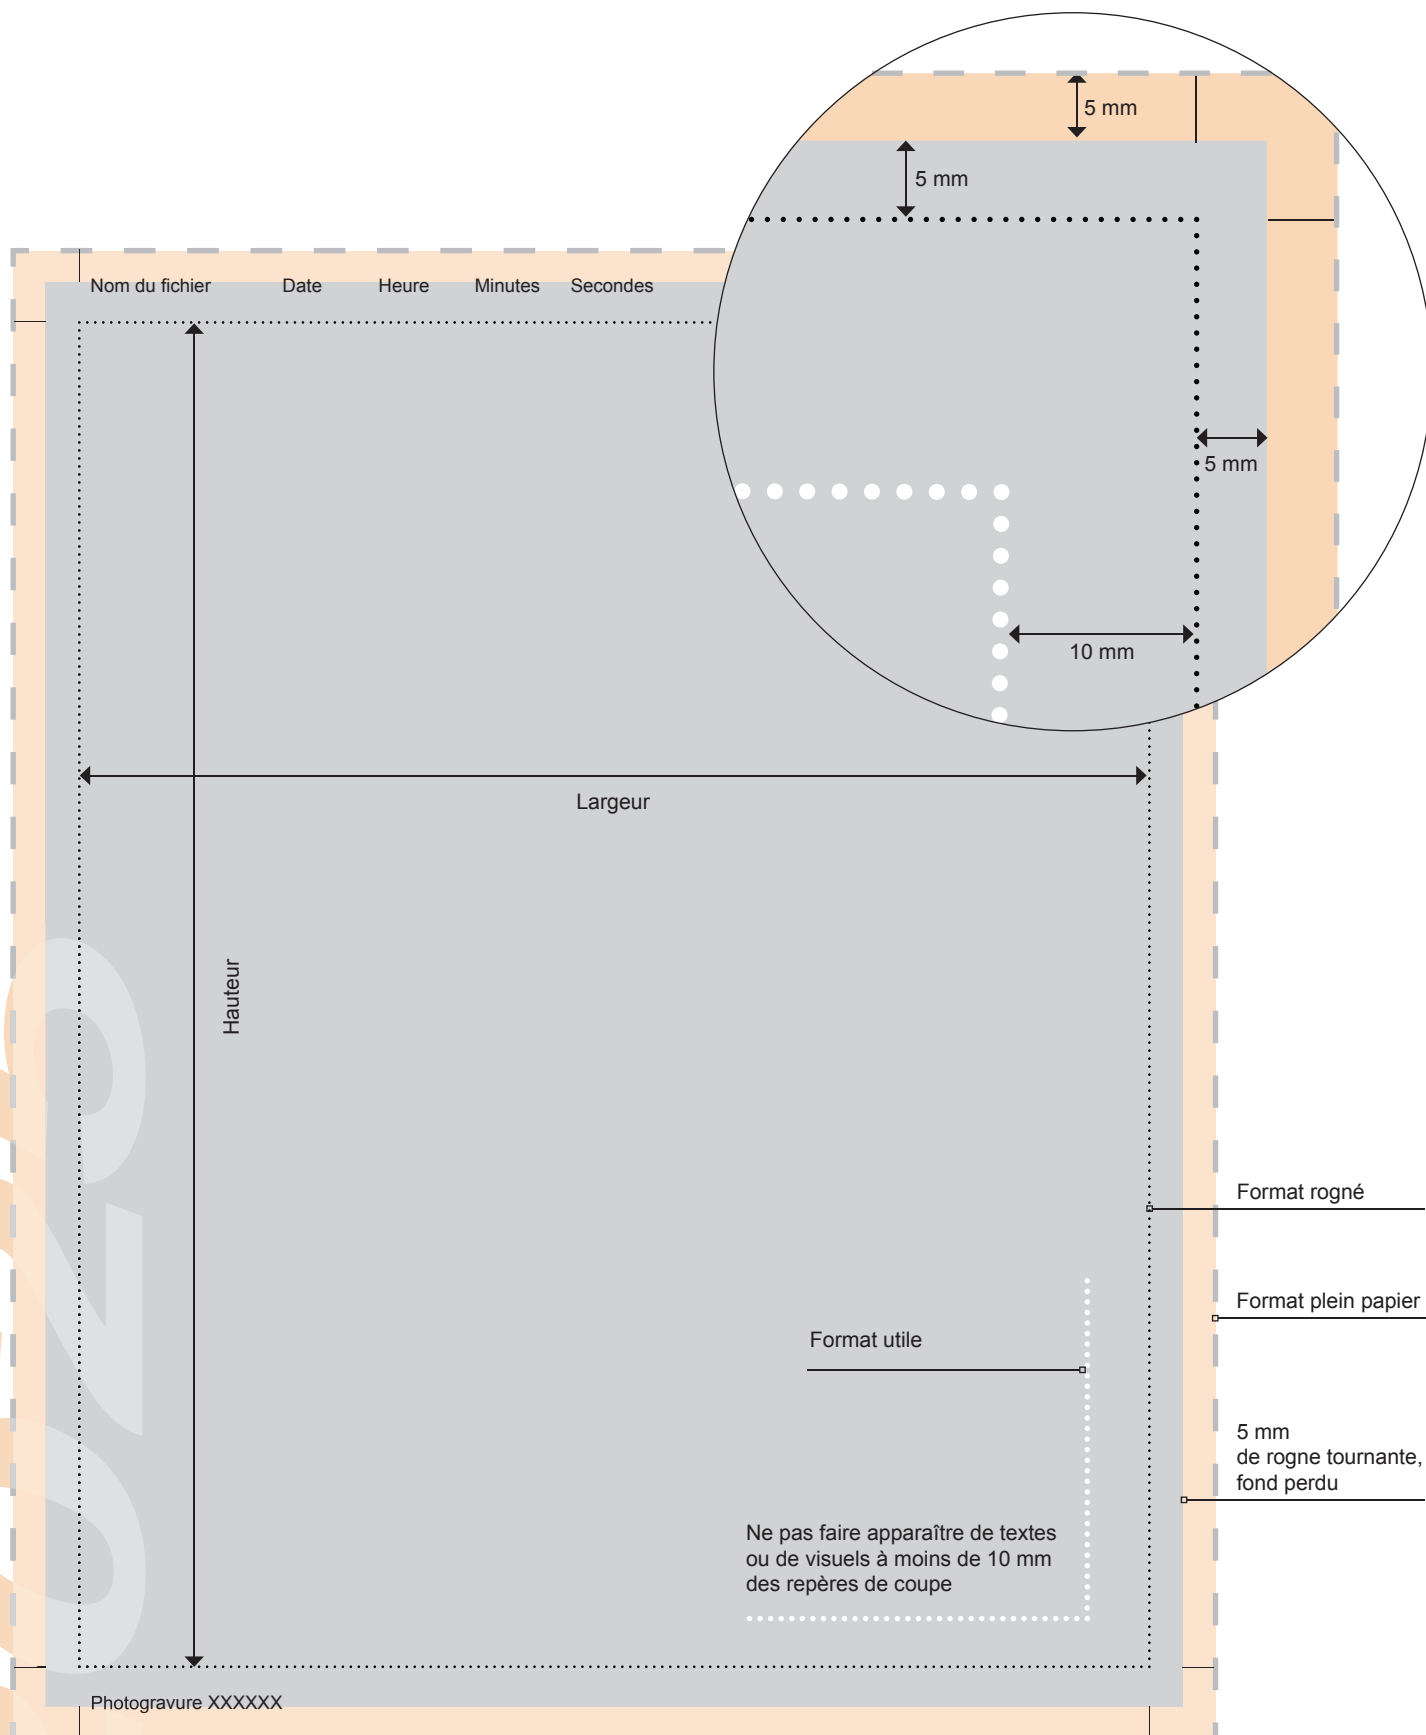 5 mm
5 mm
Nom du fichier Date Heure Minutes Secondes
5 mm
10 mm
Largeur
Hauteur
Format rogné
Format plein papier
Format utile
5 mm
de rogne tournante,
fond perdu
Ne pas faire apparaître de textes
ou de visuels à moins de 10 mm
des repères de coupe
Photogravure XXXXXX